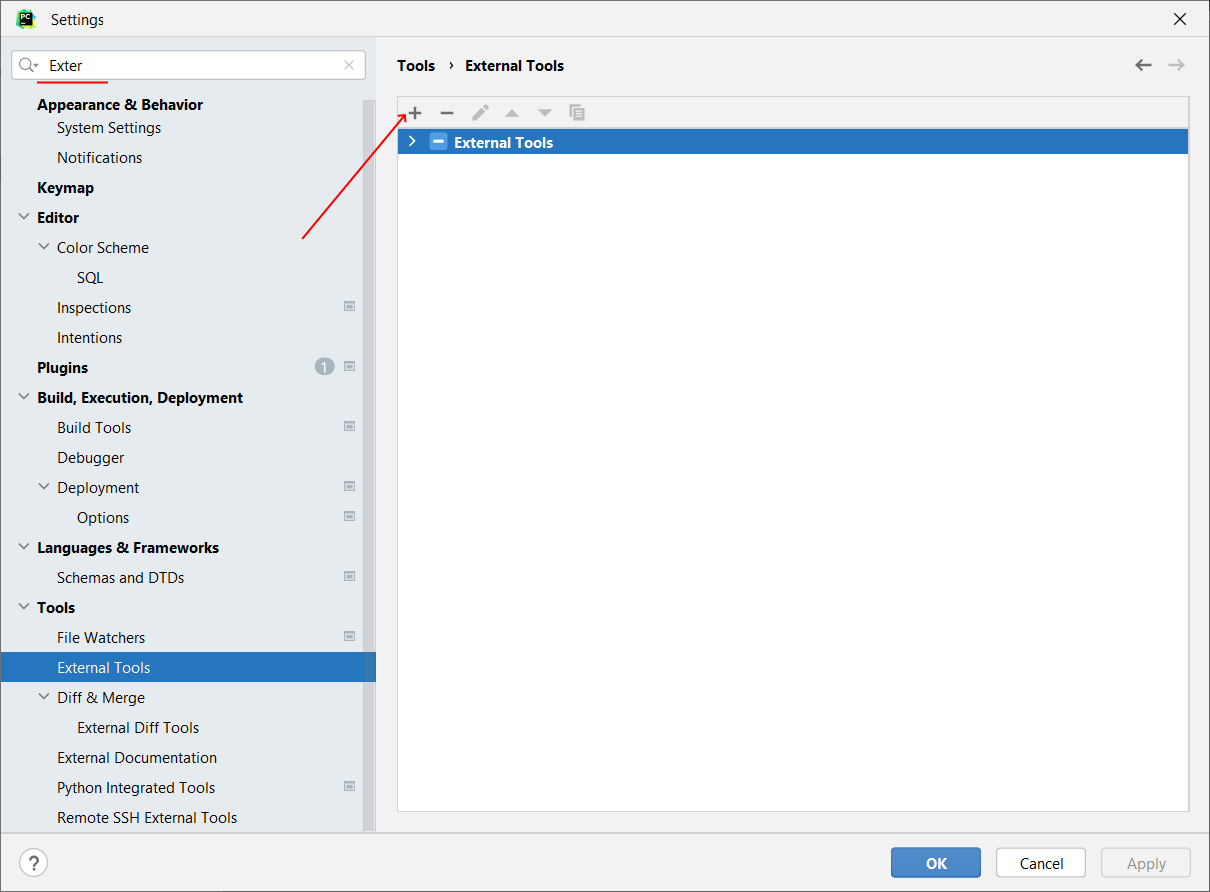 PC
Settings
Exter
Tools › External Tools
Appearance & Behavior
System Settings
Notifications
Keymap
Editor
Color Scheme
SQL
Inspections
Intentions
Plugins 1
Build, Execution, Deployment
Build Tools
Debugger
Deployment
Options
Languages & Frameworks
Schemas and DTDs
Tools
File Watchers
External Tools
Diff & Merge
External Diff Tools
External Documentation
Python Integrated Tools
Remote SSH External Tools
External Tools
?
OK
Cancel
Apply